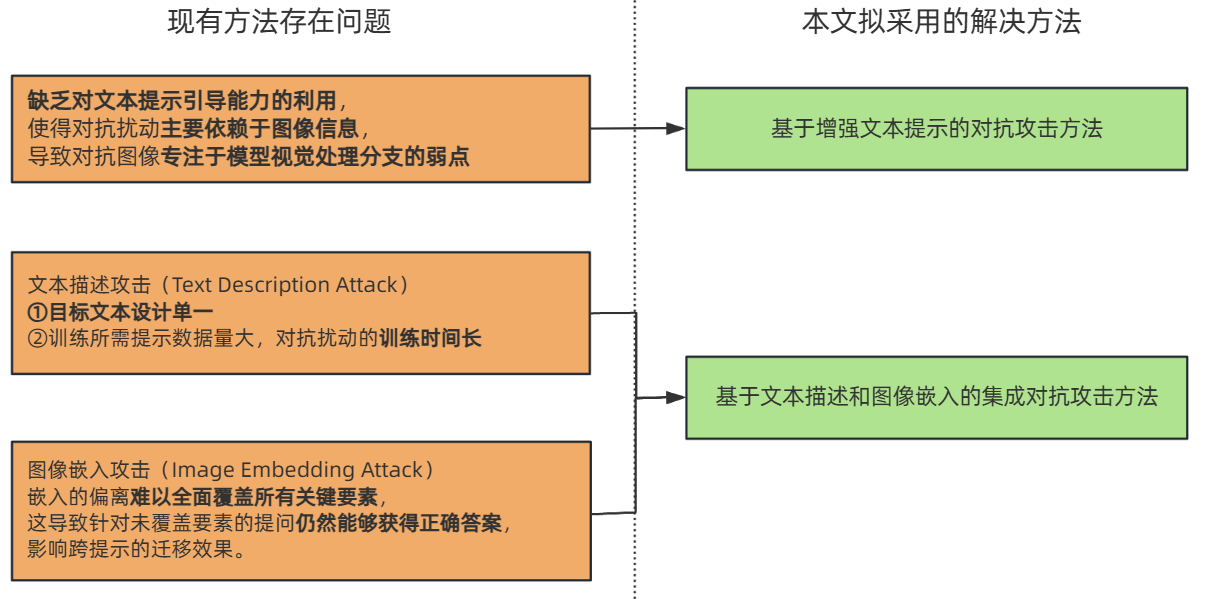 现有方法存在问题
本文拟采用的解决方法
缺乏对文本提示引导能力的利用，
使得对抗扰动主要依赖于图像信息，
导致对抗图像专注于模型视觉处理分支的弱点
基于增强文本提示的对抗攻击方法
文本描述攻击（Text Description Attack）
①目标文本设计单一
②训练所需提示数据量大，对抗扰动的训练时间长
基于文本描述和图像嵌入的集成对抗攻击方法
图像嵌入攻击（Image Embedding Attack）
嵌入的偏离难以全面覆盖所有关键要素，
这导致针对未覆盖要素的提问仍然能够获得正确答案，
影响跨提示的迁移效果。